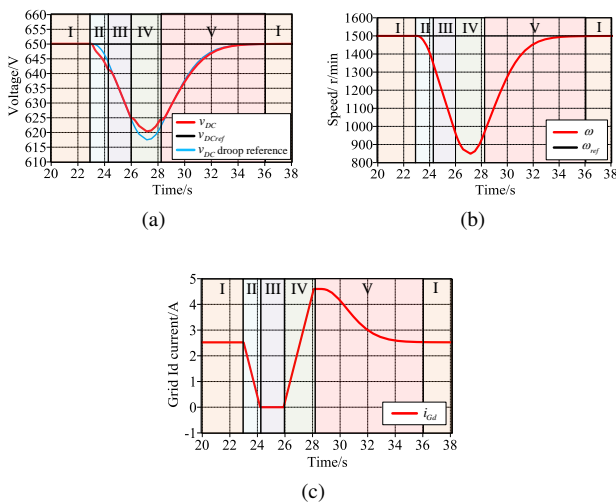 I II III IV V I
Voltage/V
650
645
640
635
630
625
620
615
610
v_DC
v_DCref
v_DC droop reference
20 22 24 26 28 30 32 34 36 38
Time/s
(a)
I II III IV V I
Speed/ r/min
1600
1500
1400
1300
1200
1100
1000
900
800
ω
ω_ref
20 22 24 26 28 30 32 34 36 38
Time/s
(b)
I II III IV V I
Grid Id current/A
5
4
3
2
1
0
-1
i_Gd
20 22 24 26 28 30 32 34 36 38
Time/s
(c)